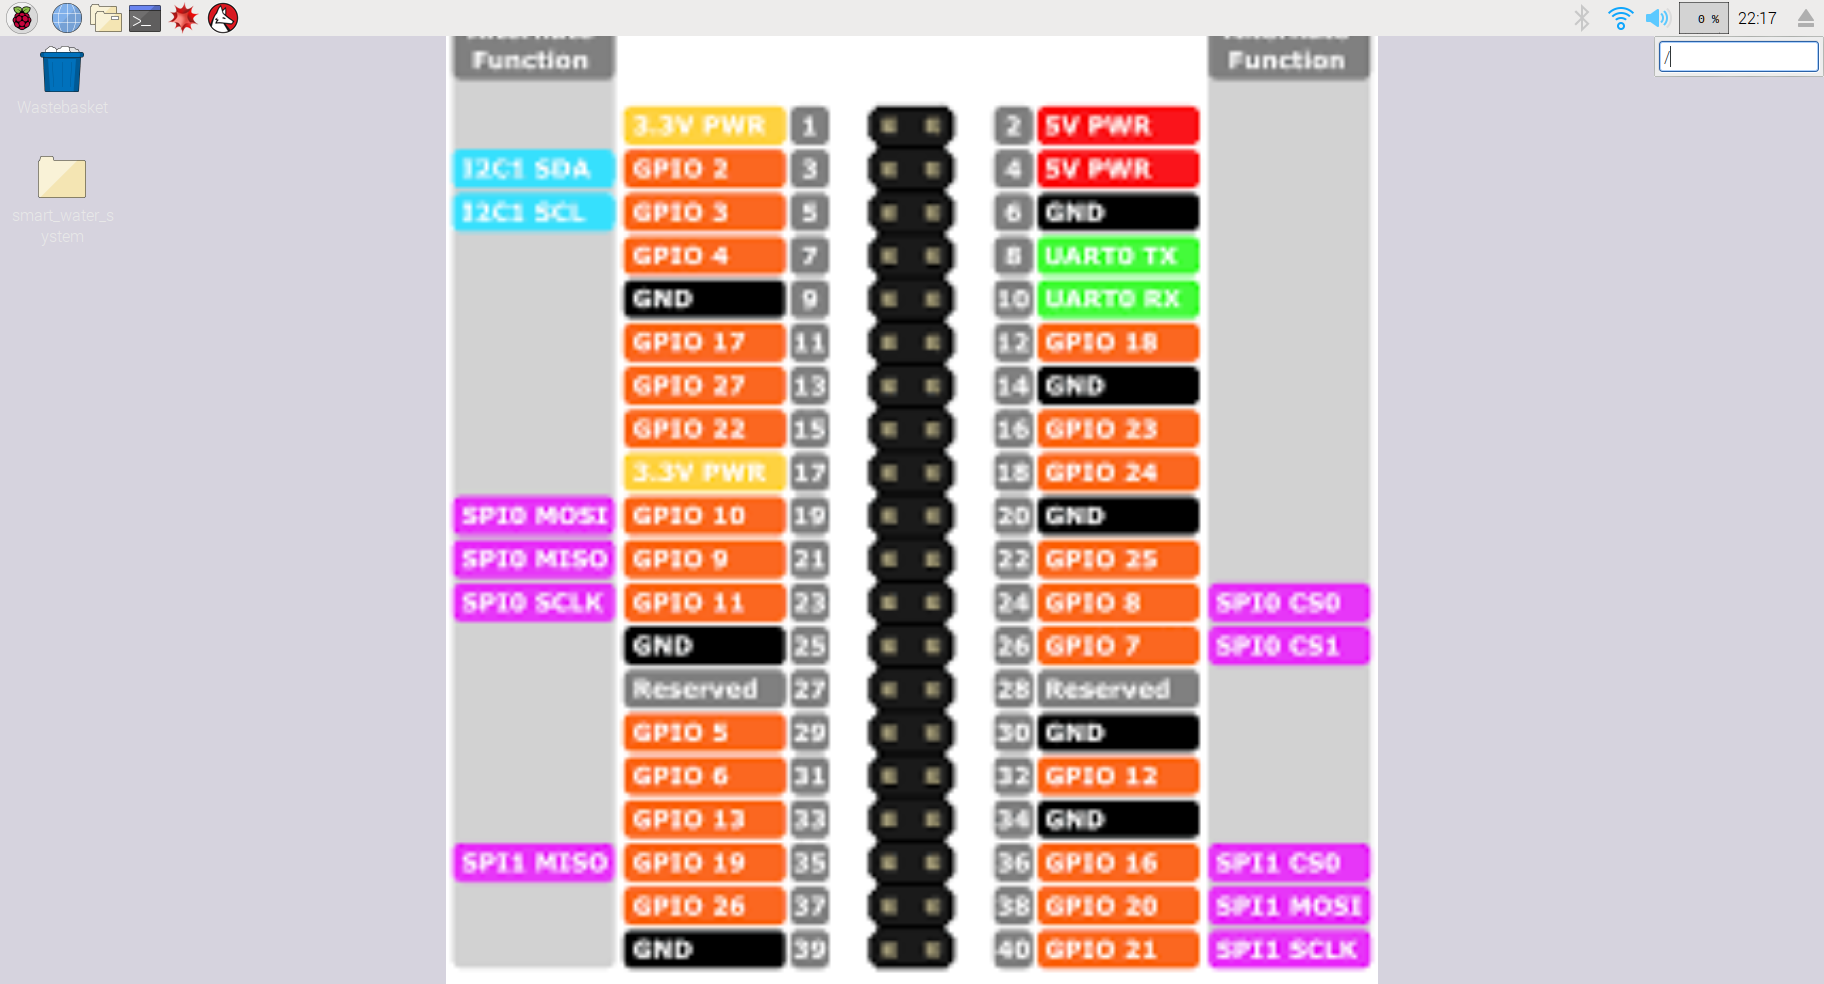 0 %
22:17
/
Wastebasket
smart_water_s
ystem
Function
Function
3.3V PWR 1 2 5V PWR
I2C1 SDA GPIO 2 3 4 5V PWR
I2C1 SCL GPIO 3 5 6 GND
GPIO 4 7 8 UART0 TX
GND 9 10 UART0 RX
GPIO 17 11 12 GPIO 18
GPIO 27 13 14 GND
GPIO 22 15 16 GPIO 23
3.3V PWR 17 18 GPIO 24
SPI0 MOSI GPIO 10 19 20 GND
SPI0 MISO GPIO 9 21 22 GPIO 25
SPI0 SCLK GPIO 11 23 24 GPIO 8 SPI0 CS0
GND 25 26 GPIO 7 SPI0 CS1
Reserved 27 28 Reserved
GPIO 5 29 30 GND
GPIO 6 31 32 GPIO 12
GPIO 13 33 34 GND
SPI1 MISO GPIO 19 35 36 GPIO 16 SPI1 CS0
GPIO 26 37 38 GPIO 20 SPI1 MOSI
GND 39 40 GPIO 21 SPI1 SCLK